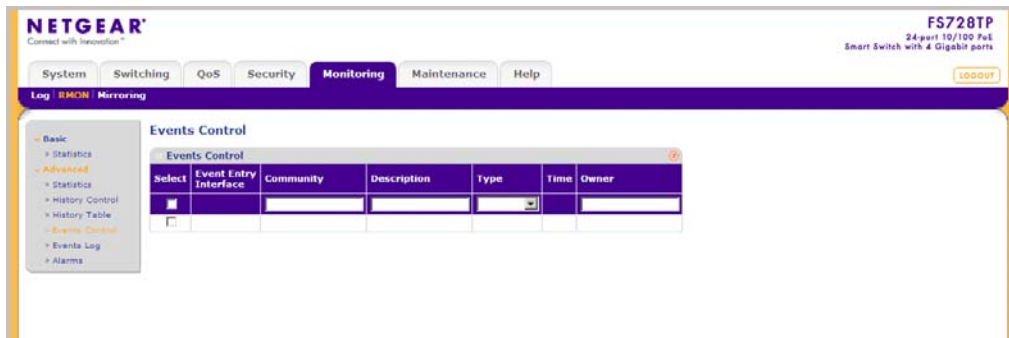 NETGEAR
Connect with Innovation™
FS728TP
24-port 10/100 PoE
Smart Switch with 4 Gigabit ports
System Switching QoS Security Monitoring Maintenance Help
LOGOUT
Log RMON Mirroring
Basic
Statistics
Advanced
Statistics
History Control
History Table
Events Control
Events Log
Alarms
Events Control
Events Control
Select Event Entry Interface Community Description Type Time Owner